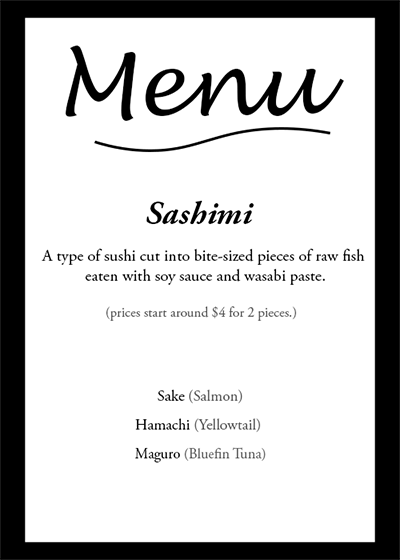 Menu
Sashimi
A type of sushi cut into bite-sized pieces of raw fish
eaten with soy sauce and wasabi paste.
(prices start around $4 for 2 pieces.)
Sake (Salmon)
Hamachi (Yellowtail)
Maguro (Bluefin Tuna)